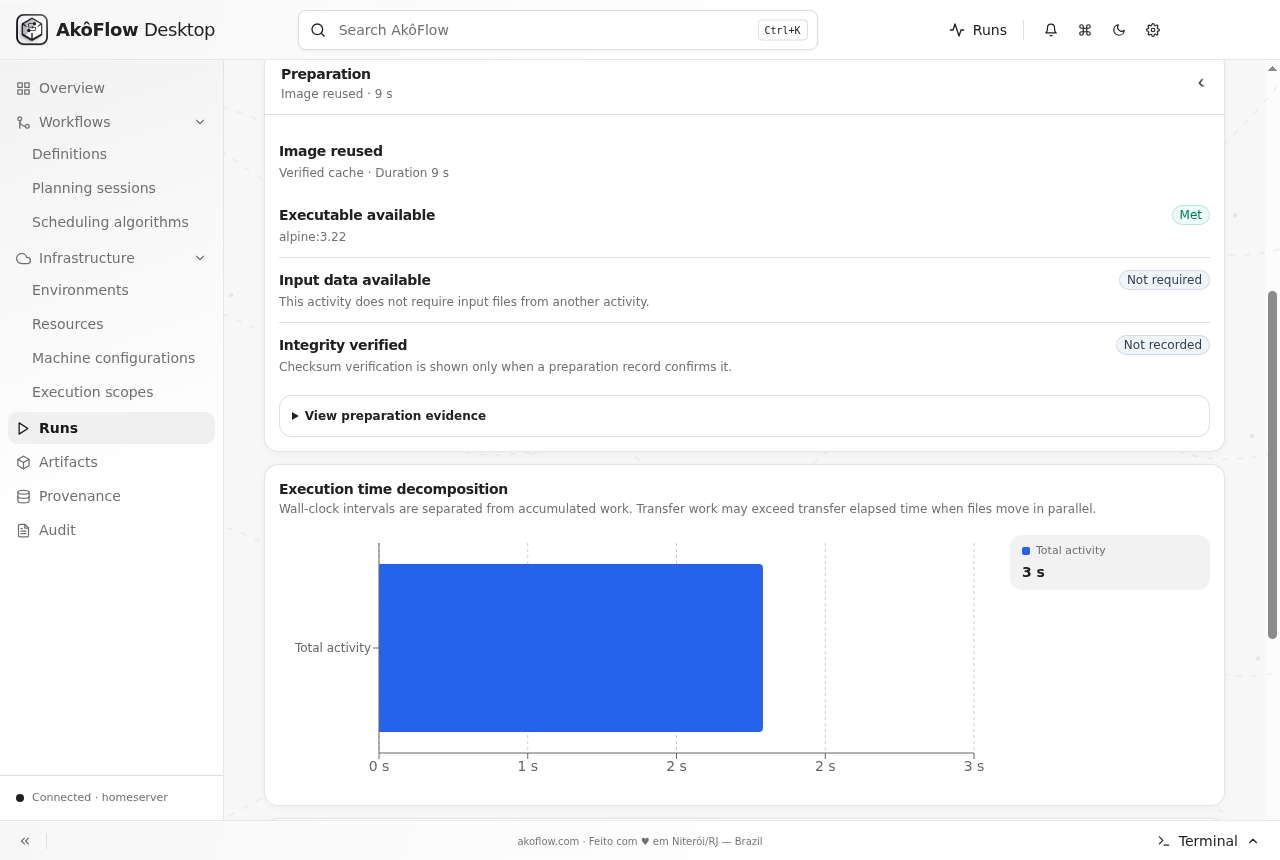 AkôFlow Desktop
Search AkôFlow
Ctrl+K
Runs
Overview
Workflows
Definitions
Planning sessions
Scheduling algorithms
Infrastructure
Environments
Resources
Machine configurations
Execution scopes
Runs
Artifacts
Provenance
Audit
Connected · homeserver
Preparation
Image reused · 9 s
Image reused
Verified cache · Duration 9 s
Executable available
Met
alpine:3.22
Input data available
Not required
This activity does not require input files from another activity.
Integrity verified
Not recorded
Checksum verification is shown only when a preparation record confirms it.
View preparation evidence
Execution time decomposition
Wall-clock intervals are separated from accumulated work. Transfer work may exceed transfer elapsed time when files move in parallel.
Total activity
3 s
Total activity
0 s
1 s
2 s
2 s
3 s
akoflow.com · Feito com ♥ em Niterói/RJ — Brazil
Terminal